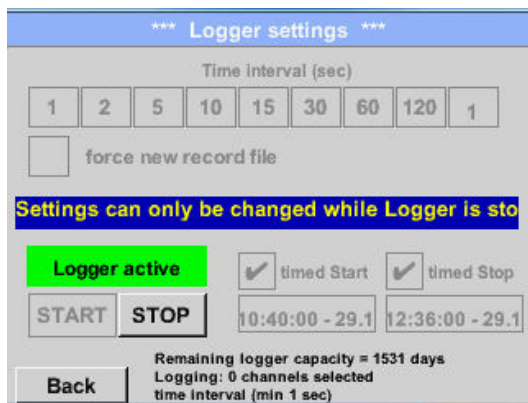 *** Logger settings ***
Time interval (sec)
1 2 5 10 15 30 60 120 1
force new record file
Settings can only be changed while Logger is sto
Logger active
✔ timed Start ✔ timed Stop
START STOP
10:40:00 - 29.1 12:36:00 - 29.1
Remaining logger capacity = 1531 days
Logging: 0 channels selected
time interval (min 1 sec)
Back